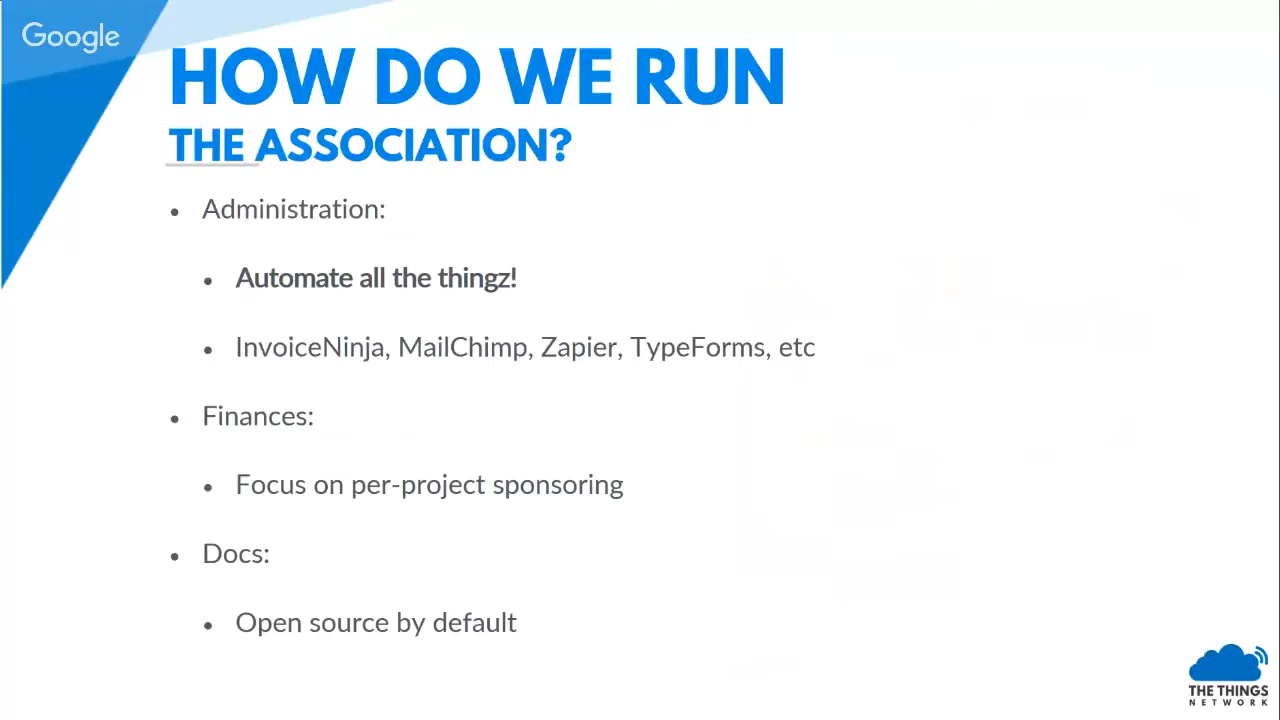 Google
HOW DO WE RUN
THE ASSOCIATION?
• Administration:
• Automate all the thingz!
• InvoiceNinja, MailChimp, Zapier, TypeForms, etc
• Finances:
• Focus on per-project sponsoring
• Docs:
• Open source by default
THE THINGS
NETWORK